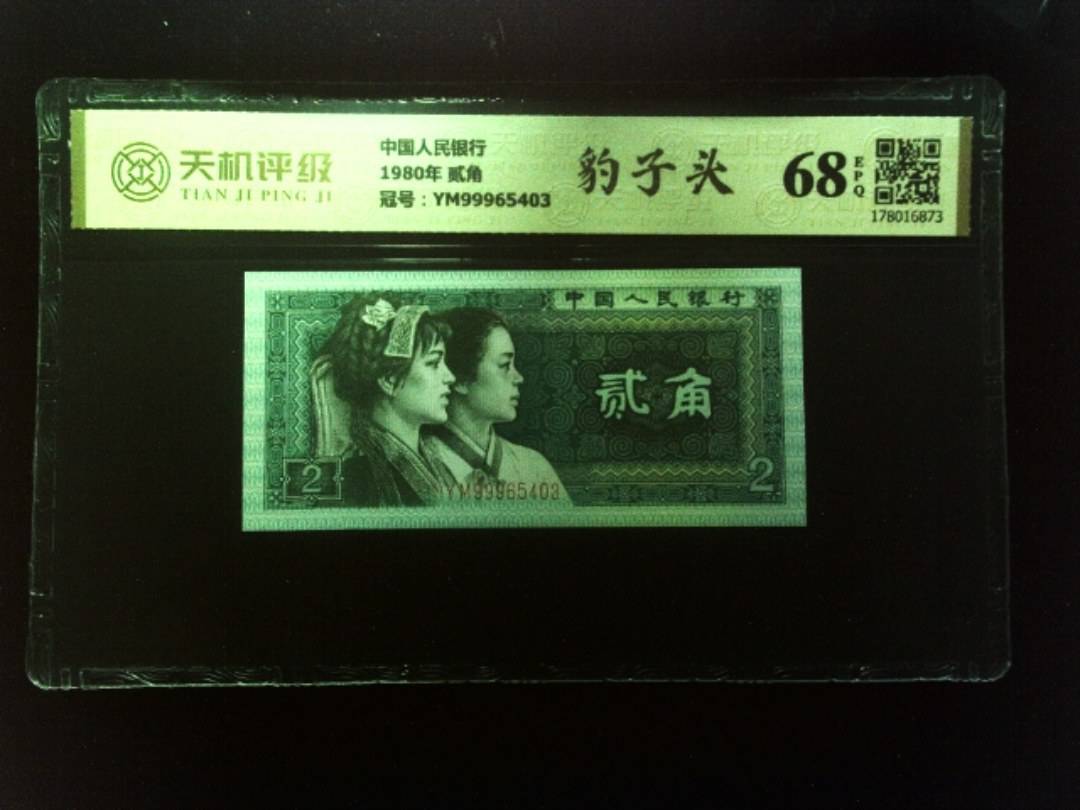 天机评级
TIAN JI PING JI
中国人民银行
1980年 贰角
冠号：YM99965403
豹子头
68
EPQ
178016873
中国人民银行
贰角
2
2
YM99965403